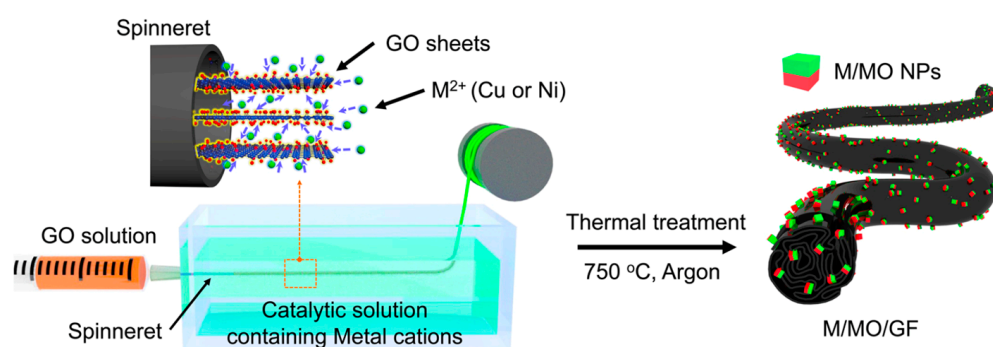 Spinneret
GO sheets
M²⁺ (Cu or Ni)
GO solution
Spinneret
Catalytic solution
containing Metal cations
Thermal treatment
750 °C, Argon
M/MO NPs
M/MO/GF